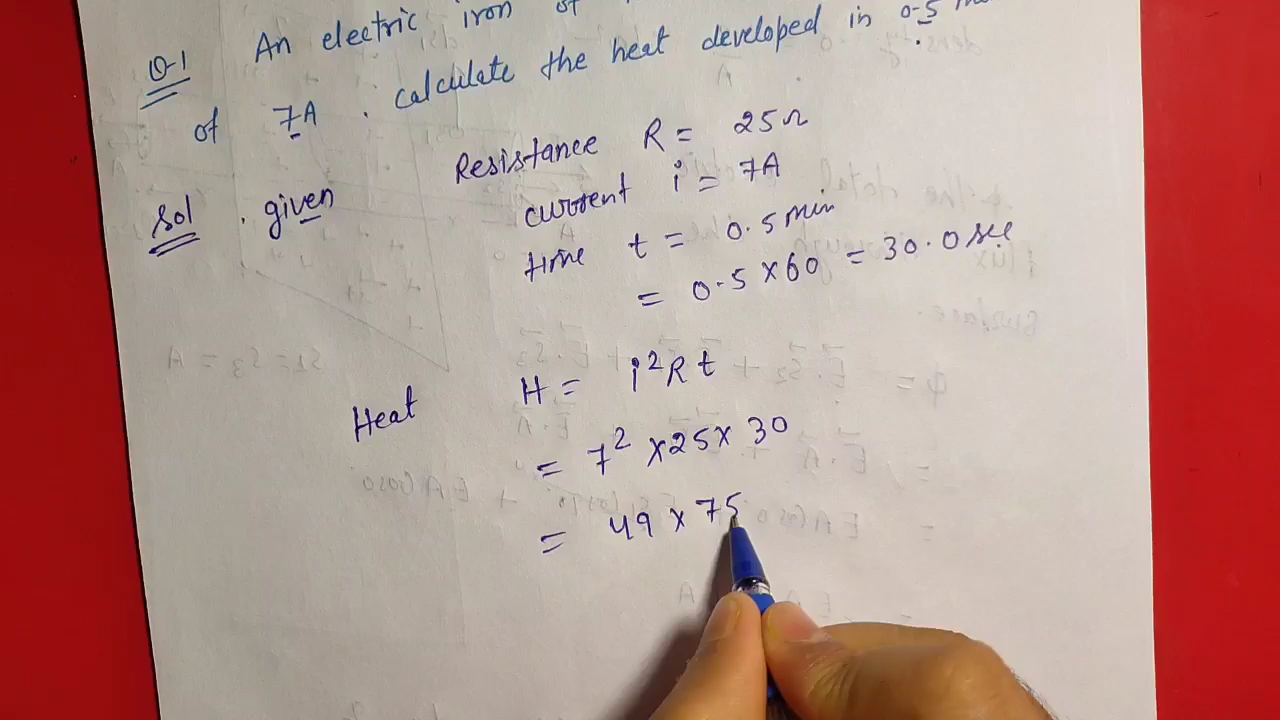 Q-1 An electric iron of
of 7A . calculate the heat developed in 0.5
Sol . given Resistance R = 25Ω
current i = 7A
time t = 0.5 min
= 0.5 × 60 = 30.0 sec
Heat H = i²Rt
= 7² × 25 × 30
= 49 × 75